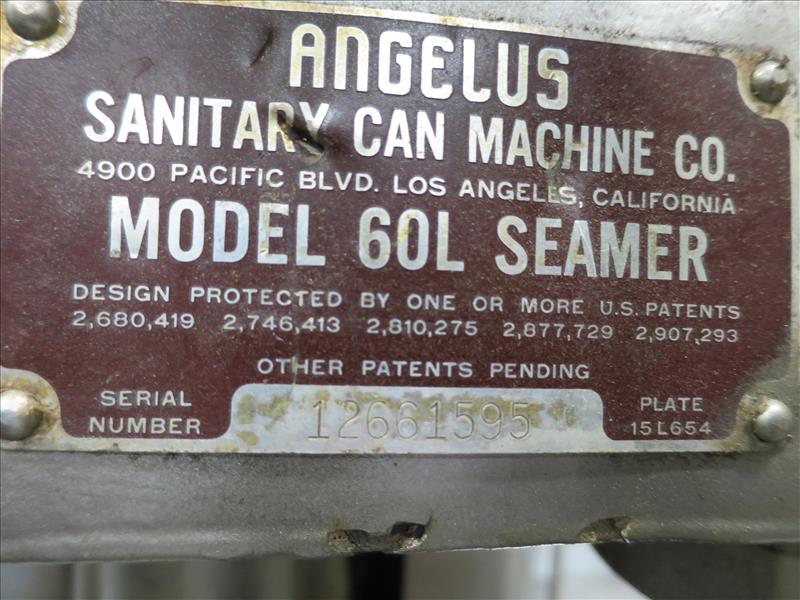 ANGELUS
SANITARY CAN MACHINE CO.
4900 PACIFIC BLVD. LOS ANGELES, CALIFORNIA
MODEL 60L SEAMER
DESIGN PROTECTED BY ONE OR MORE U.S. PATENTS
2,680,419 2,746,413 2,810,275 2,877,729 2,907,293
OTHER PATENTS PENDING
SERIAL NUMBER
12661595
PLATE
15L654